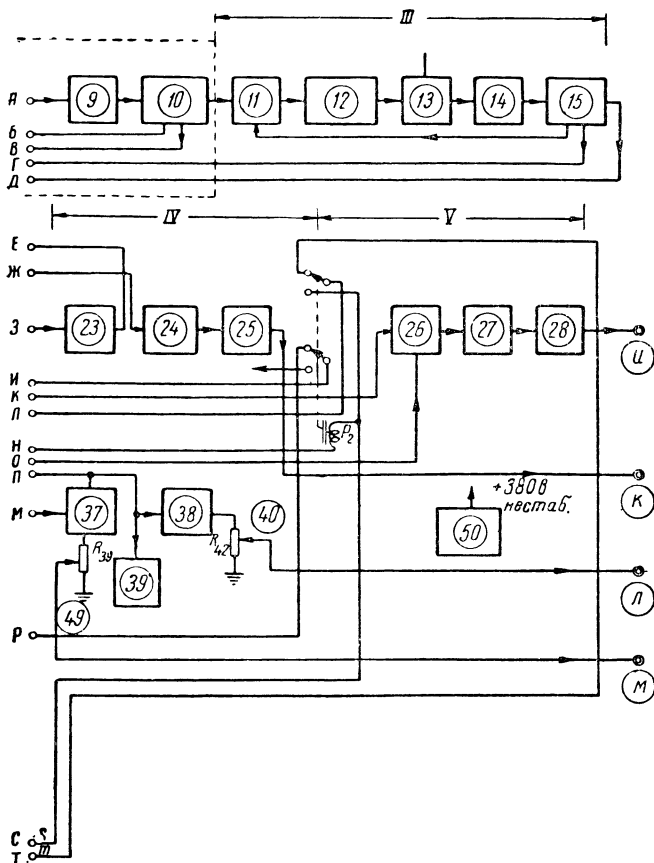 III
А 9 10 11 12 13 14 15
Б
В
Г
Д
IV V
Е
Ж
З 23 24 25 26 27 28
И
И
К
Л
Р2
Н
О
П
+380В
нестаб.
К
М 37 38 40 50
R39 R42
39
Л
49
Р
М
С
Т